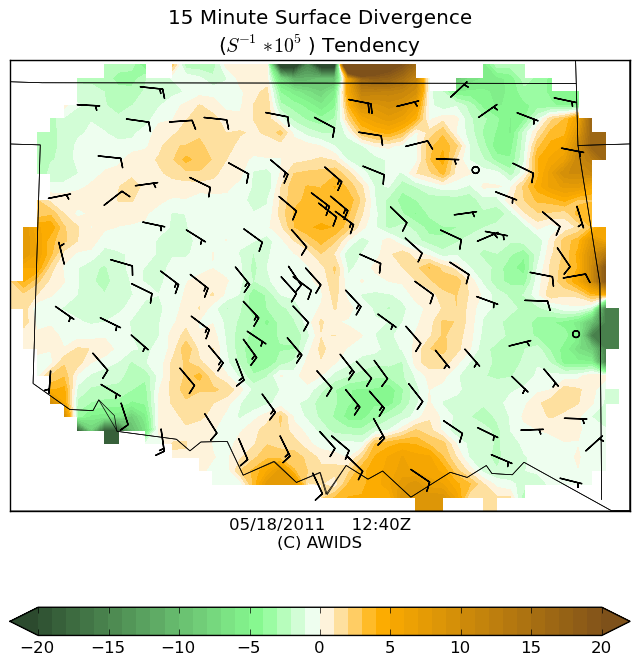 15 Minute Surface Divergence
($S^{-1} * 10^{5}$ ) Tendency
05/18/2011 12:40Z
(C) AWIDS
−20 −15 −10 −5 0 5 10 15 20